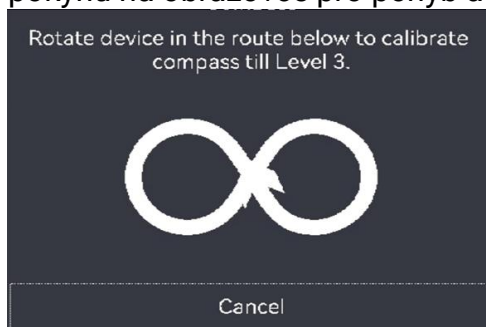 Rotate device in the route below to calibrate
compass till Level 3.
Cancel